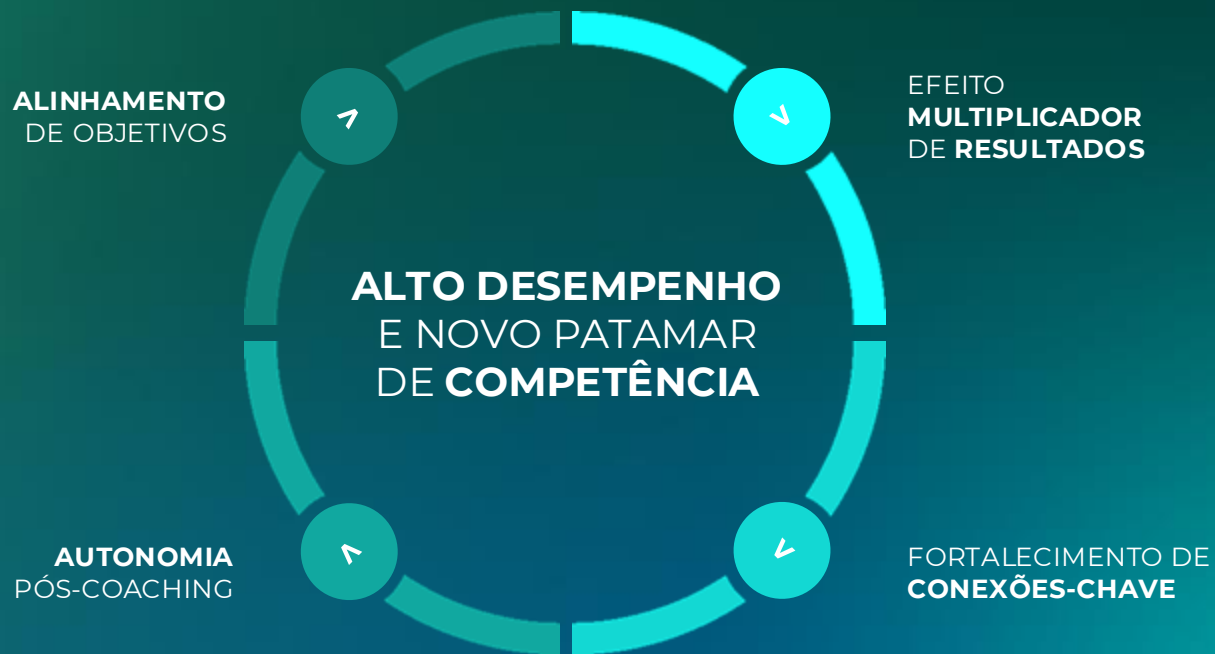 ALINHAMENTO
DE OBJETIVOS
EFEITO
MULTIPLICADOR
DE RESULTADOS
ALTO DESEMPENHO
E NOVO PATAMAR
DE COMPETÊNCIA
AUTONOMIA
PÓS-COACHING
FORTALECIMENTO DE
CONEXÕES-CHAVE